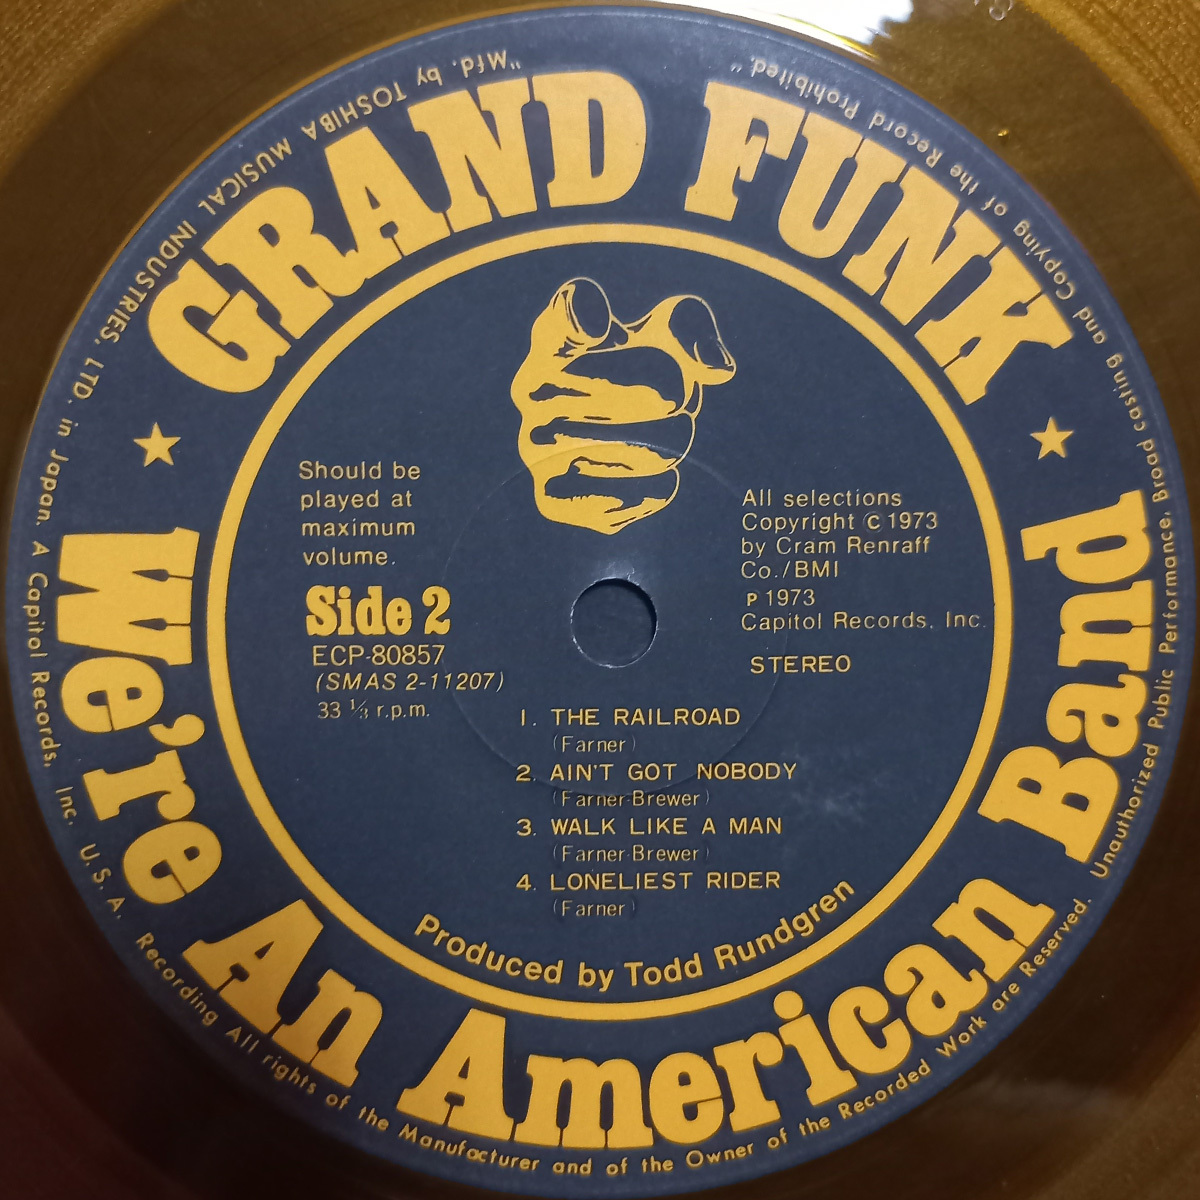 GRAND FUNK
We're An American Band
"Mfd. by TOSHIBA MUSICAL INDUSTRIES, LTD. in Japan. A Capitol Records, Inc. U.S.A. Recording All rights of the Manufacturer and of the Owner of the Recorded Work are Reserved. Unauthorized Public Performance, Broad casting and Copying of the Record Prohibited."
Should be
played at
maximum
volume.
Side 2
ECP-80857
(SMAS 2-11207)
33 ⅓ r.p.m.
All selections
Copyright © 1973
by Cram Renraff
Co./BMI
P 1973
Capitol Records, Inc.
STEREO
1. THE RAILROAD
(Farner)
2. AIN'T GOT NOBODY
(Farner-Brewer)
3. WALK LIKE A MAN
(Farner-Brewer)
4. LONELIEST RIDER
(Farner)
Produced by Todd Rundgren